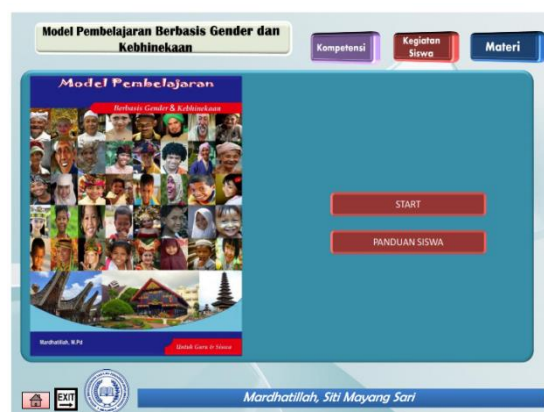 Model Pembelajaran Berbasis Gender dan
Kebhinekaan
Kompetensi
Kegiatan
Siswa
Materi
Model Pembelajaran
Berbasis Gender & Kebhinekaan
START
PANDUAN SISWA
Mardhatillah, M.Pd
Untuk Guru & Siswa
EXIT
Mardhatillah, Siti Mayang Sari